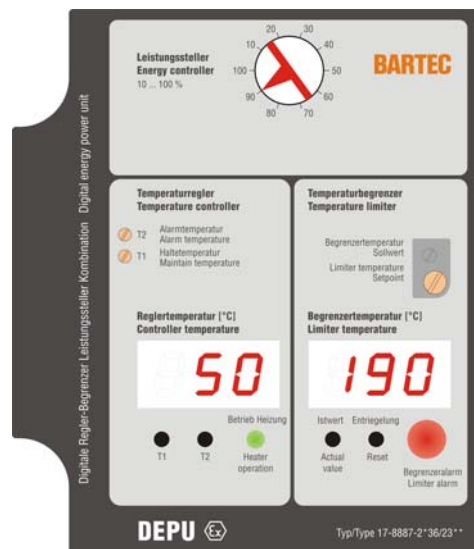 Leistungssteller
Energy controller
10 ... 100 %
10
20
30
40
50
60
70
80
90
100
BARTEC
Digitale Regler-Begrenzer Leistungssteller Kombination Digital energy power unit
Temperaturregler
Temperature controller
T2
Alarmtemperatur
Alarm temperature
T1
Haltetemperatur
Maintain temperature
Reglertemperatur [°C]
Controller temperature
50
Betrieb Heizung
T1
T2
Heater
operation
Temperaturbegrenzer
Temperature limiter
Begrenzertemperatur
Sollwert
Limiter temperature
Setpoint
Begrenzertemperatur [°C]
Limiter temperature
190
Istwert
Entriegelung
Actual
value
Reset
Begrenzeralarm
Limiter alarm
DEPU
Ex
Typ/Type 17-8887-2*36/23**